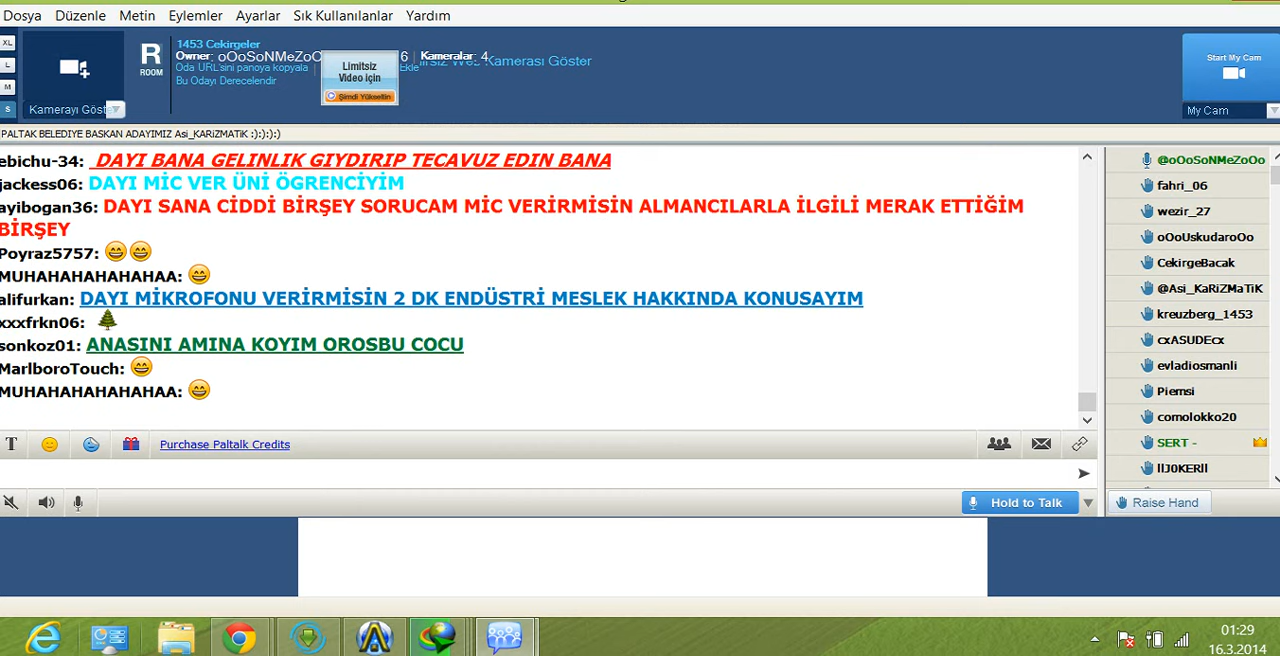 Dosya Düzenle Metin Eylemler Ayarlar Sık Kullanılanlar Yardım
XL
L
M
S
Kamerayı Göst
R
ROOM
1453 Cekirgeler
Owner: oOoSoNMeZoO 6 | Kameralar: 4
Oda URL'sini panoya kopyala | Ekle
Bu Odayı Derecelendir
Limitsiz
Video için
Şimdi Yükseltin
Kamerası Göster
Start My Cam
My Cam
PALTAK BELEDIYE BASKAN ADAYIMIZ Asi_KARiZMATiK :):):):)
ebichu-34: DAYI BANA GELINLIK GIYDIRIP TECAVUZ EDIN BANA
jackess06: DAYI MİC VER ÜNİ ÖGRENCİYİM
ayibogan36: DAYI SANA CİDDİ BİRŞEY SORUCAM MİC VERİRMİSİN ALMANCILARLA İLGİLİ MERAK ETTİĞİM
BİRŞEY
Poyraz5757:
MUHAHAHAHAHAHAA:
alifurkan: DAYI MİKROFONU VERİRMİSİN 2 DK ENDÜSTRİ MESLEK HAKKINDA KONUSAYIM
xxxfrkn06:
sonkoz01: ANASINI AMINA KOYIM OROSBU COCU
MarlboroTouch:
MUHAHAHAHAHAHAA:
@oOoSoNMeZoOo
fahri_06
wezir_27
oOoUskudaroOo
CekirgeBacak
@Asi_KaRiZMaTiK
kreuzberg_1453
cxASUDEcx
evladiosmanli
Piemsi
comolokko20
SERT -
llJ0KERll
T Purchase Paltalk Credits
Hold to Talk
Raise Hand
01:29
16.3.2014